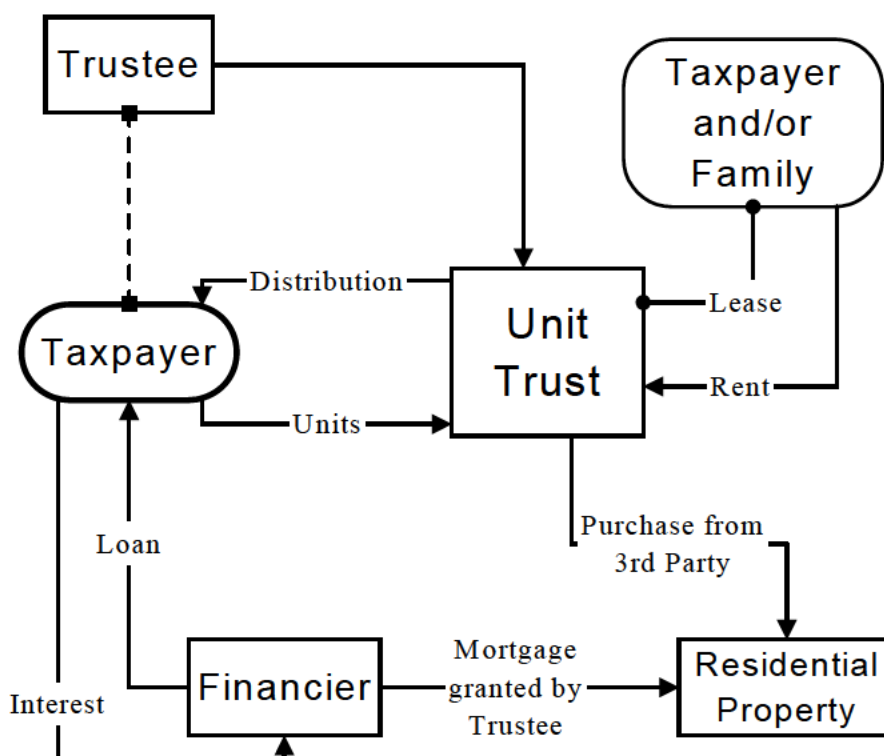 Trustee
Taxpayer
and/or
Family
Distribution
Unit
Trust
Lease
Taxpayer
Rent
Units
Purchase from
3rd Party
Loan
Mortgage
granted by
Trustee
Financier
Residential
Property
Interest